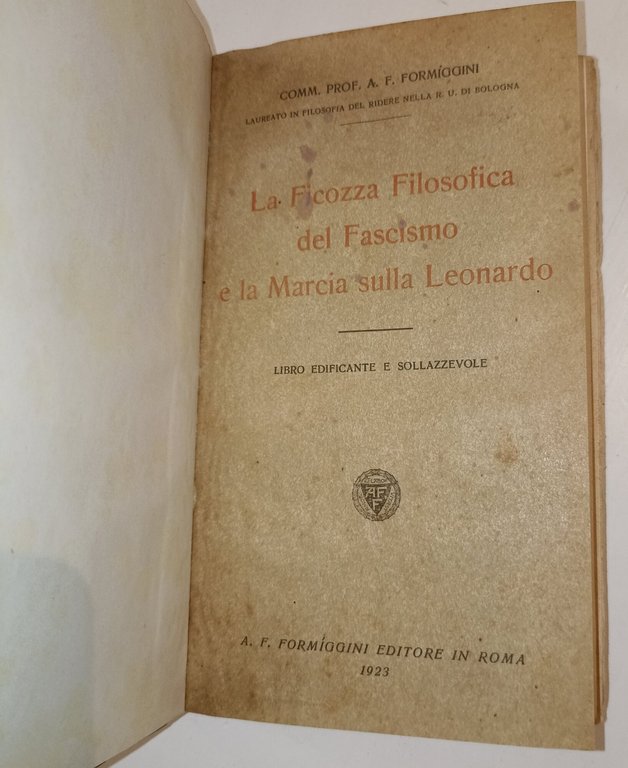 COMM. PROF. A. F. FORMÍGGINI
LAUREATO IN FILOSOFIA DEL RIDERE NELLA R. U. DI BOLOGNA
La Ficozza Filosofica
del Fascismo
e la Marcia sulla Leonardo
LIBRO EDIFICANTE E SOLLAZZEVOLE
AF
F
A. F. FORMÍGGINI EDITORE IN ROMA
1923